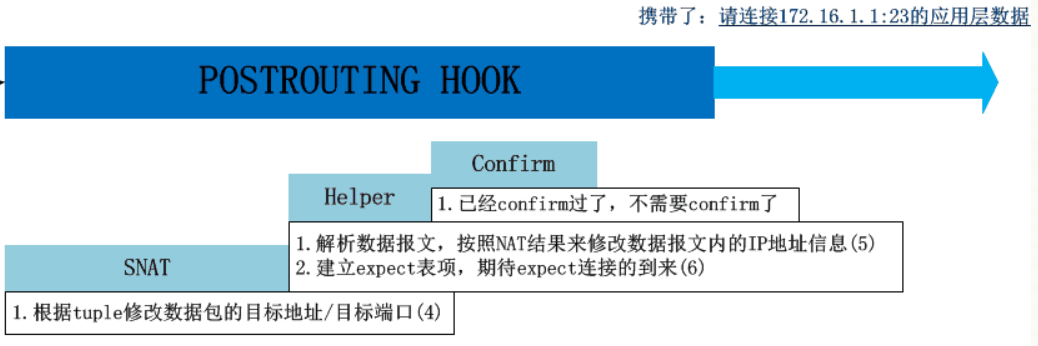 携带了：请连接172.16.1.1:23的应用层数据
POSTROUTING HOOK
Confirm
1.已经confirm过了，不需要confirm了
Helper
1.解析数据报文，按照NAT结果来修改数据报文内的IP地址信息(5)
2.建立expect表项，期待expect连接的到来(6)
SNAT
1.根据tuple修改数据包的目标地址/目标端口(4)